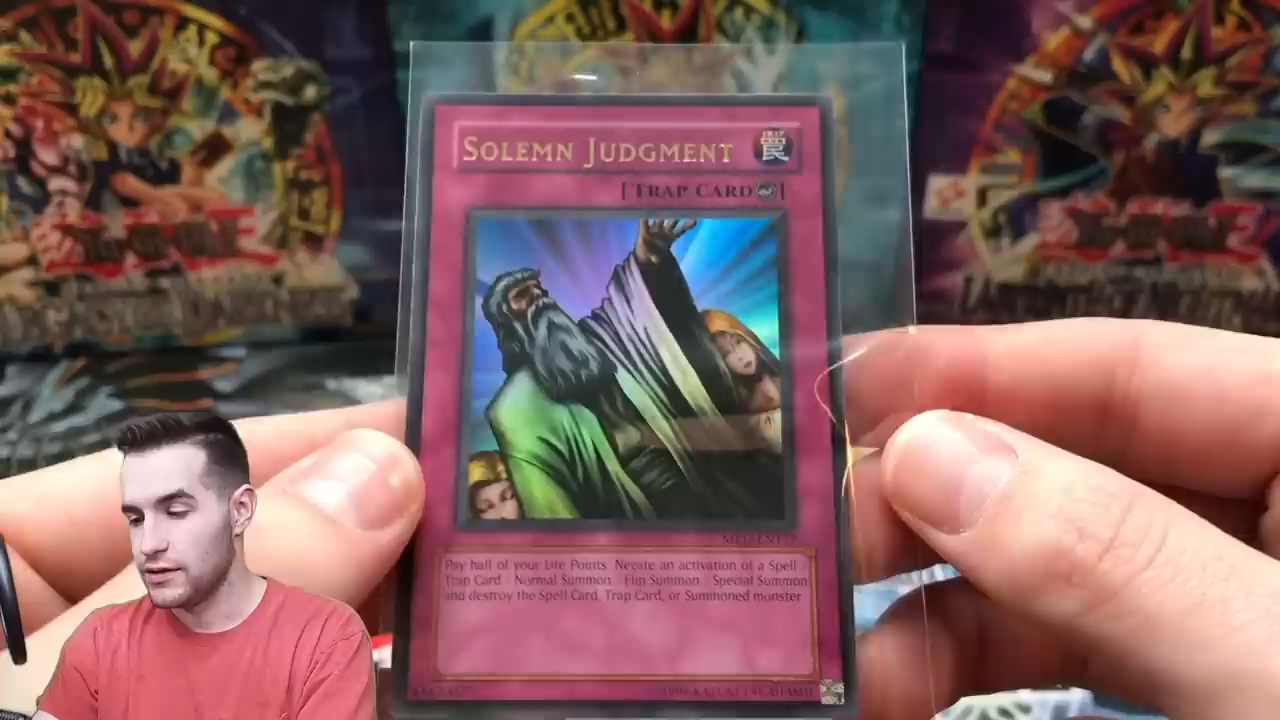 SOLEMN JUDGMENT
TRAP
罠
[TRAP CARD]
Pay half of your Life Points. Negate an activation of a Spell /
Trap Card / Normal Summon / Flip Summon / Special Summon
and destroy the Spell Card, Trap Card, or Summoned monster